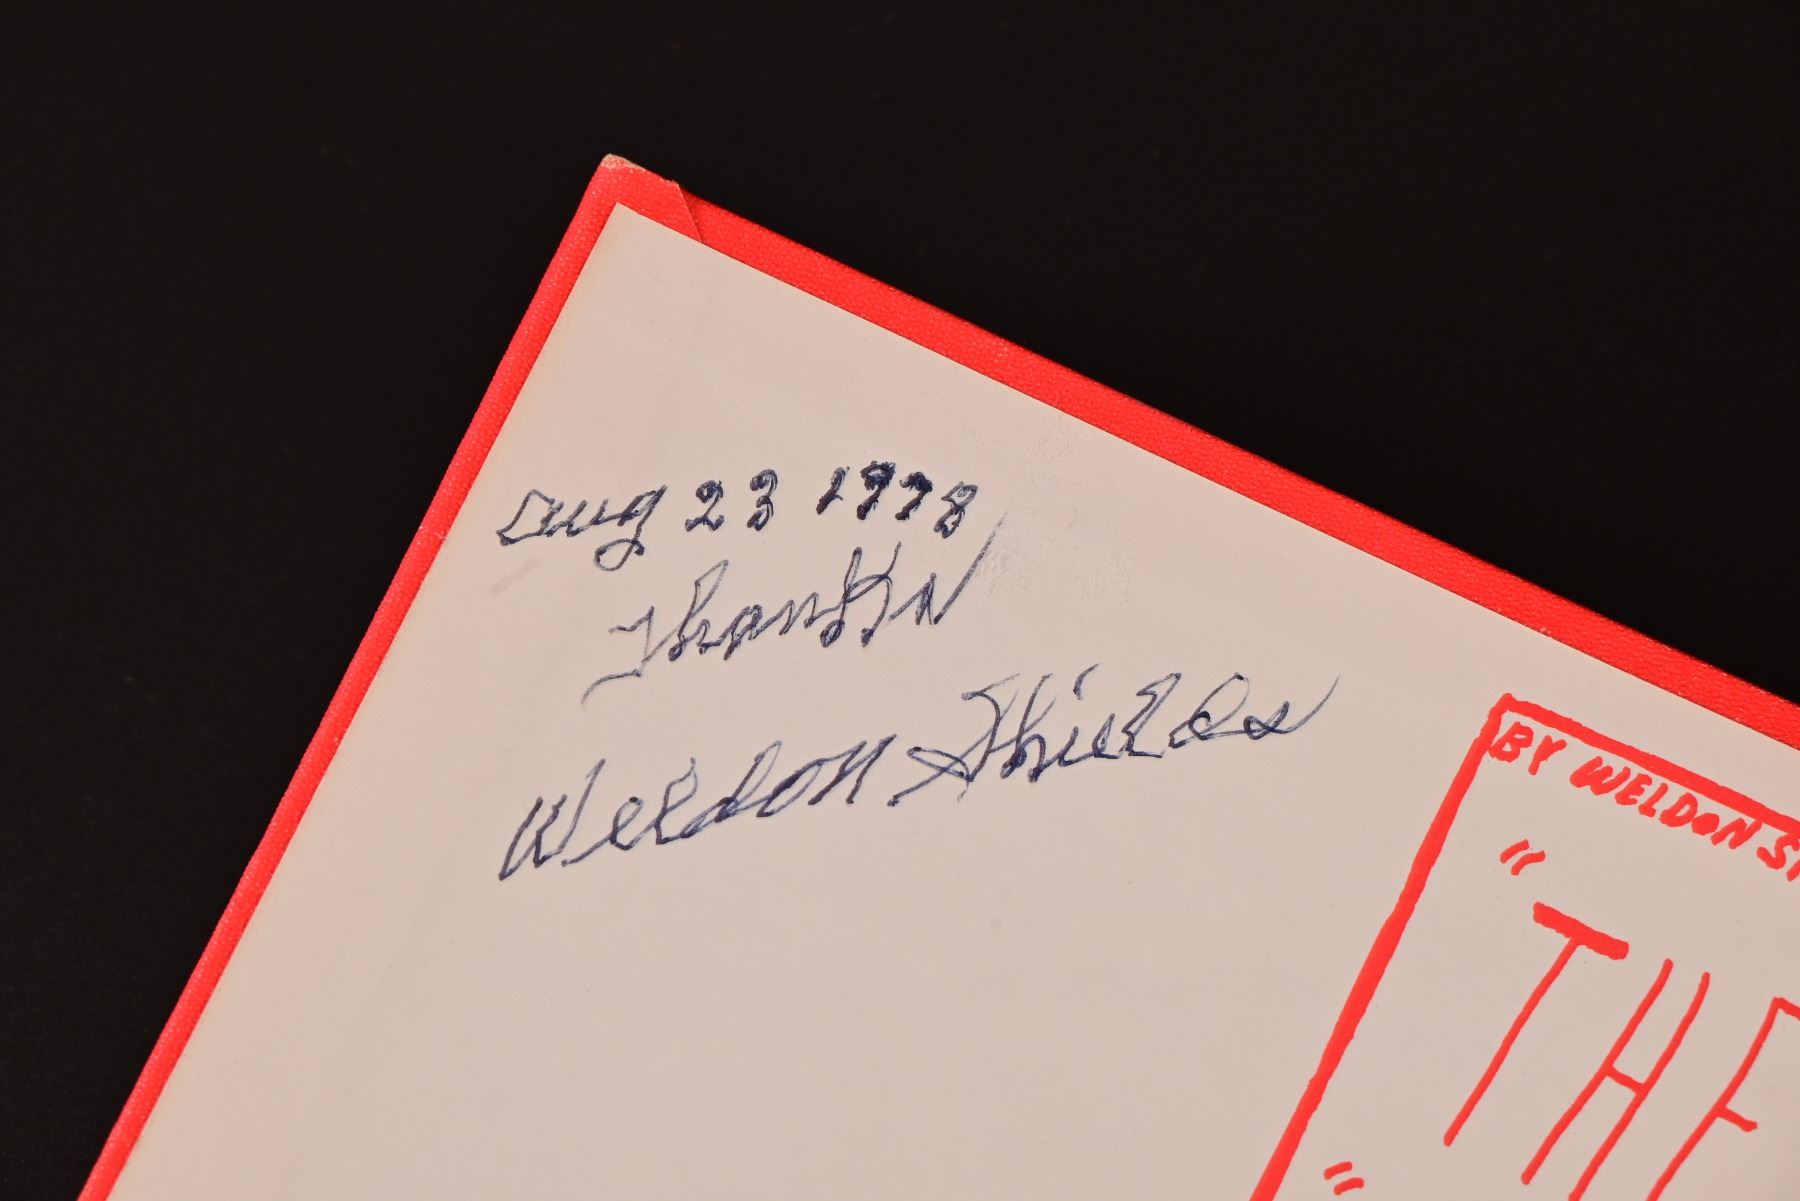 Aug 23 1978
Thanks
Weldon Shields
BY WELDON
"THE
"